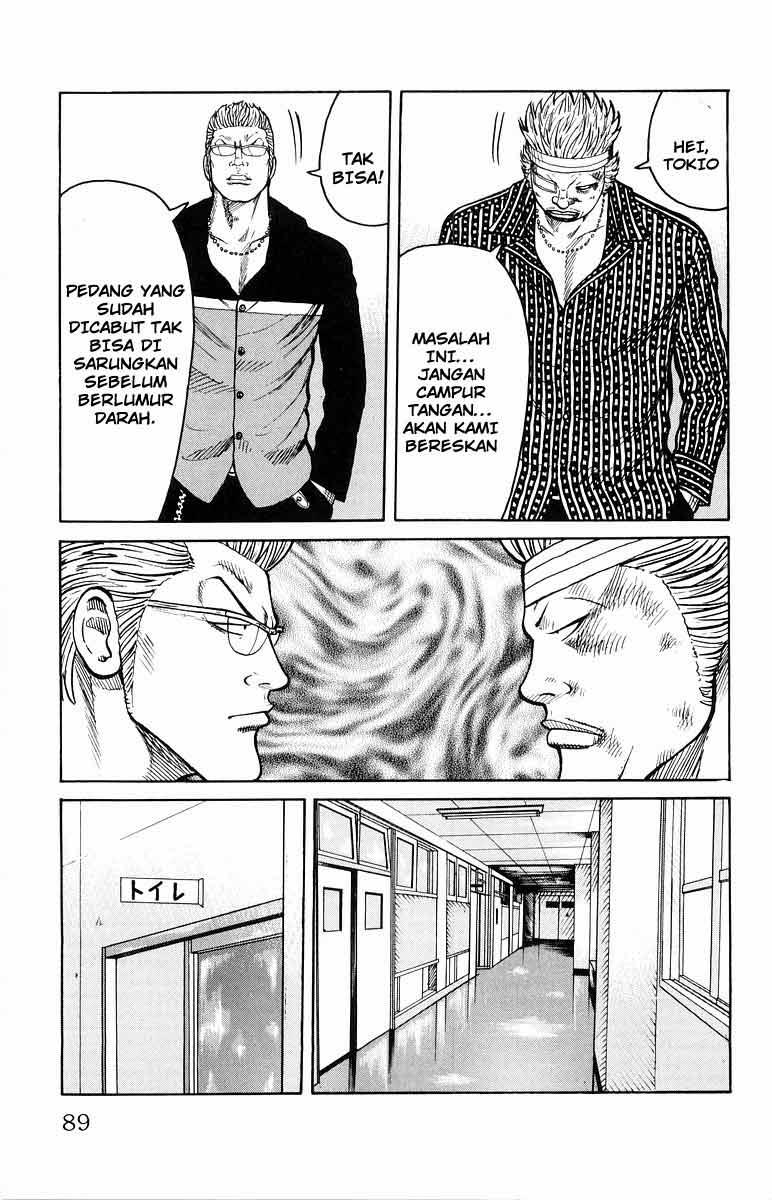 HEI,
TOKIO
MASALAH
INI...
JANGAN
CAMPUR
TANGAN...
AKAN KAMI
BERESKAN
TAK
BISA!
PEDANG YANG
SUDAH
DICABUT TAK
BISA DI
SARUNGKAN
SEBELUM
BERLUMUR
DARAH.
トイレ
89